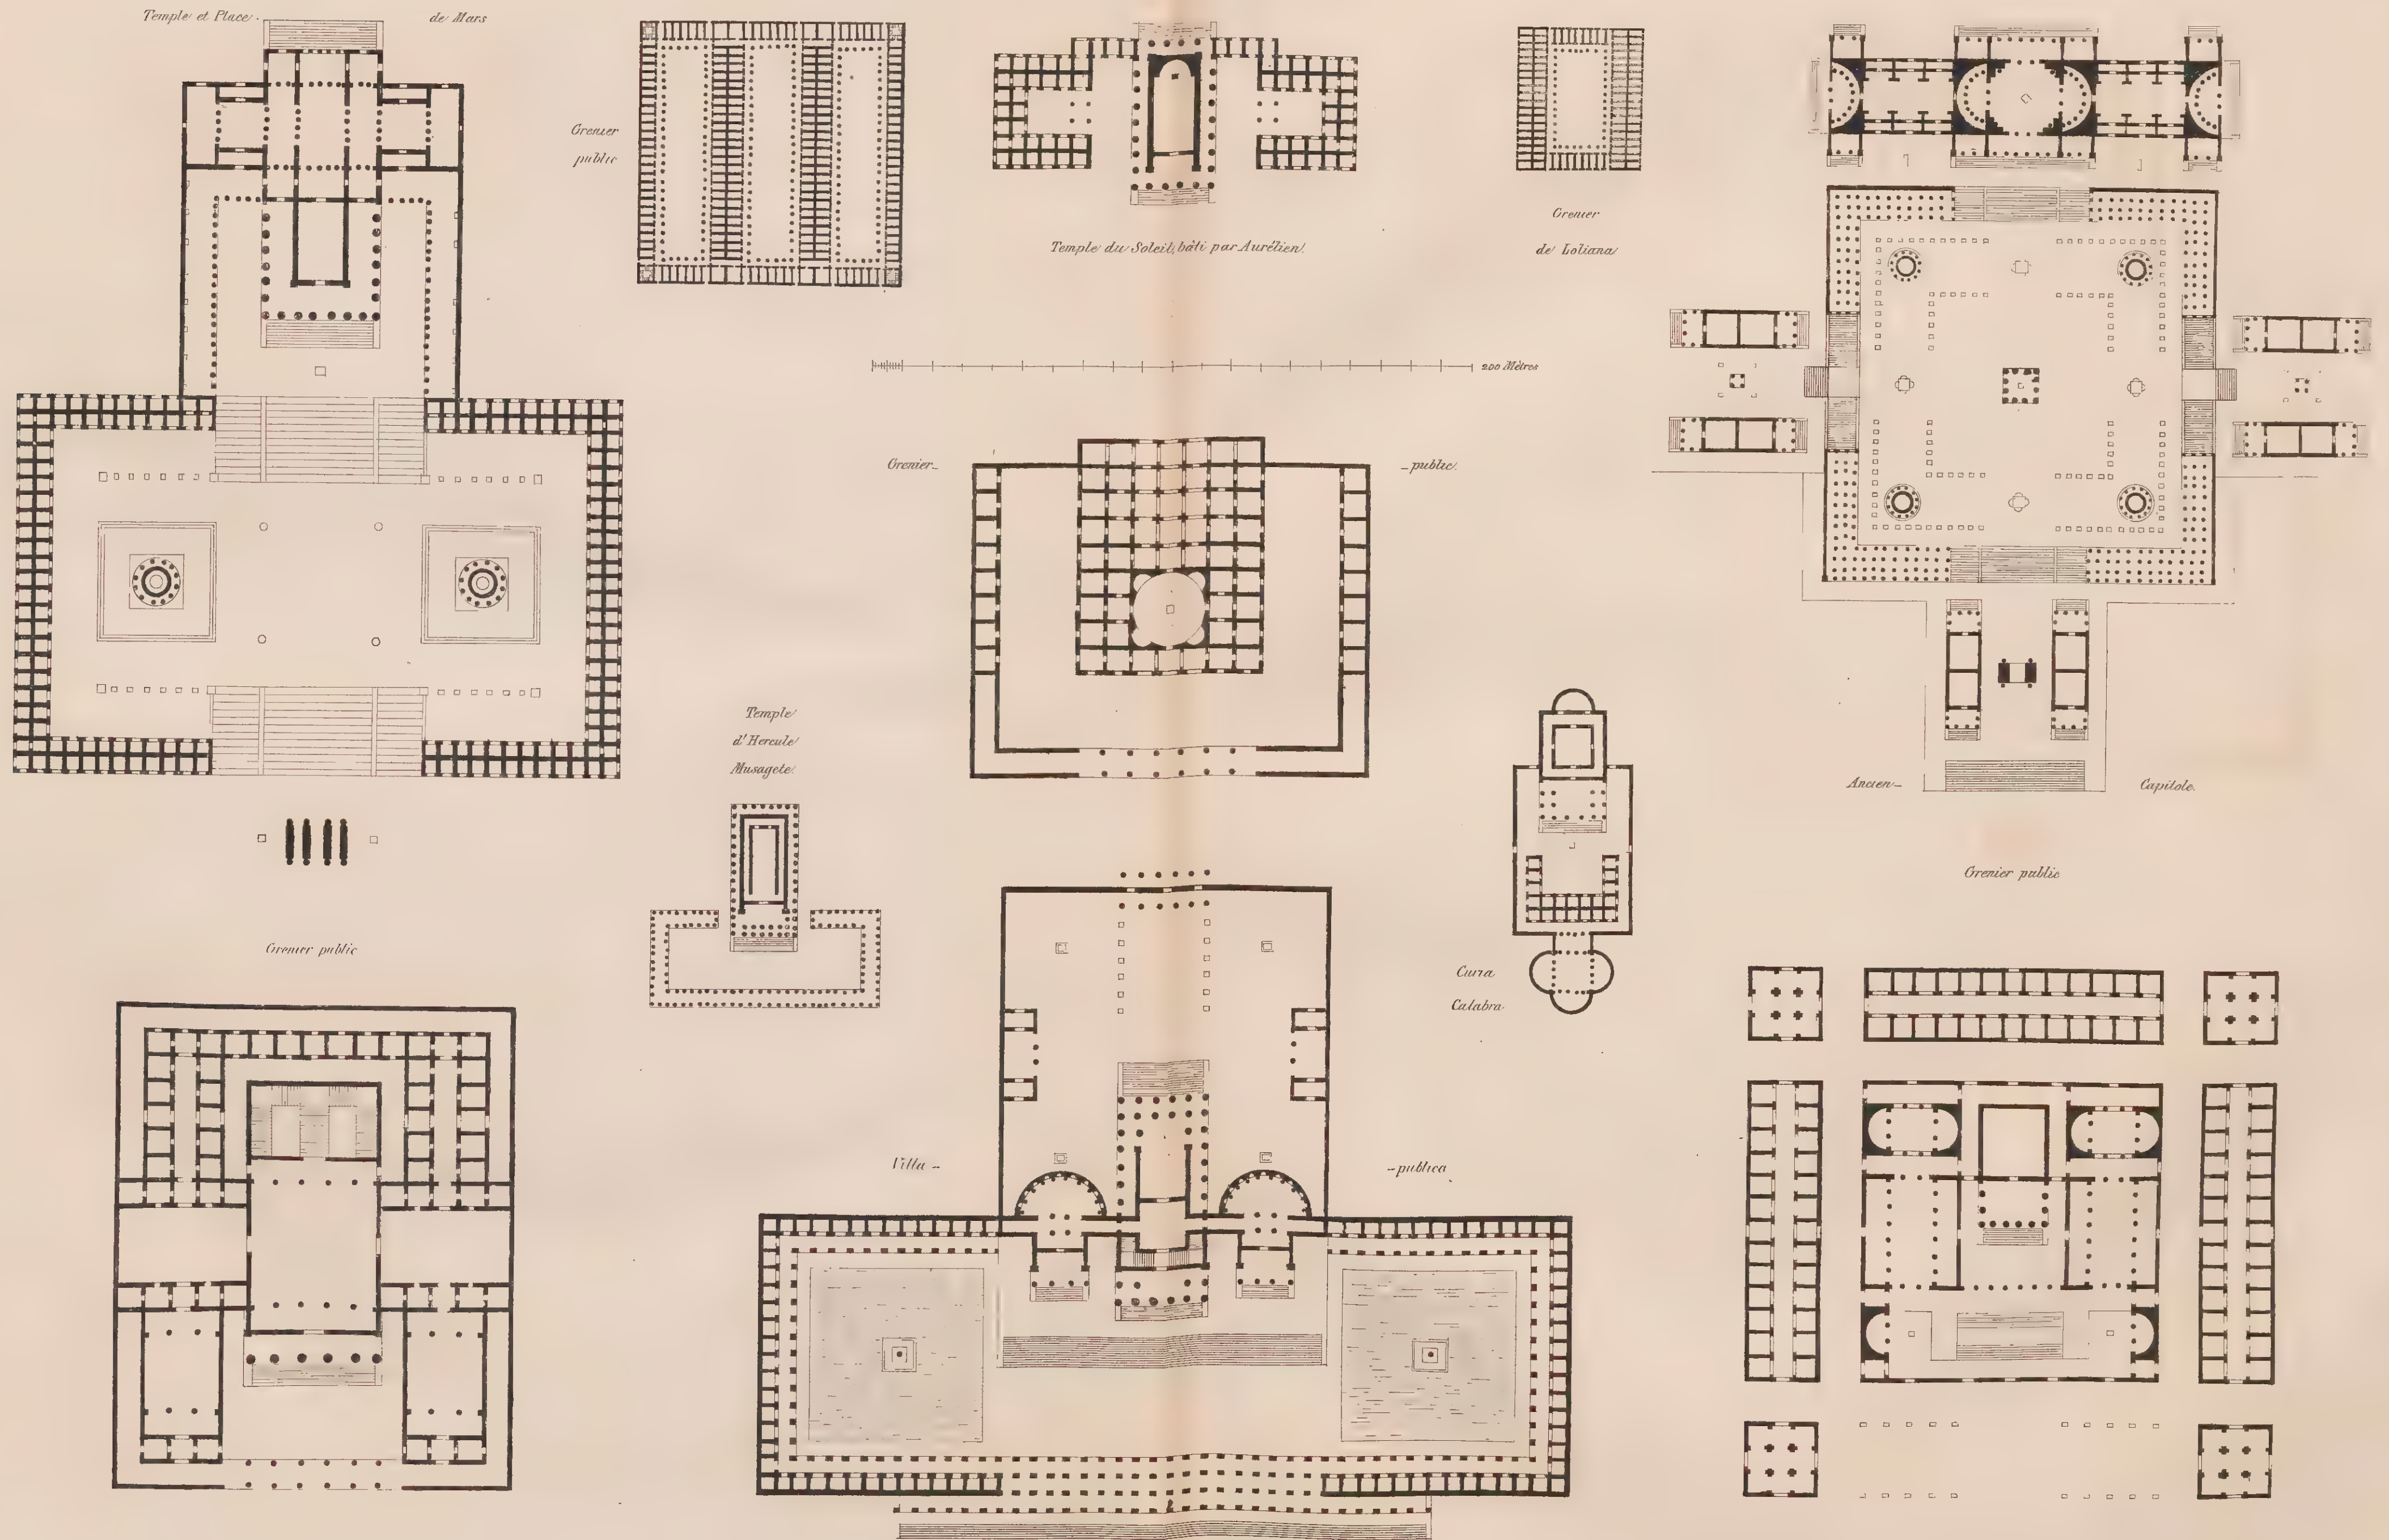 Temple et Place de Mars
Grenier
public
Temple du Soleil, bâti par Aurélien.
Grenier
de Loliana
200 Mètres
Grenier public.
Temple
d'Hercule
Musagete.
Ancien Capitole.
Grenier public
Grenier public
Curia
Calabra
Villa publica